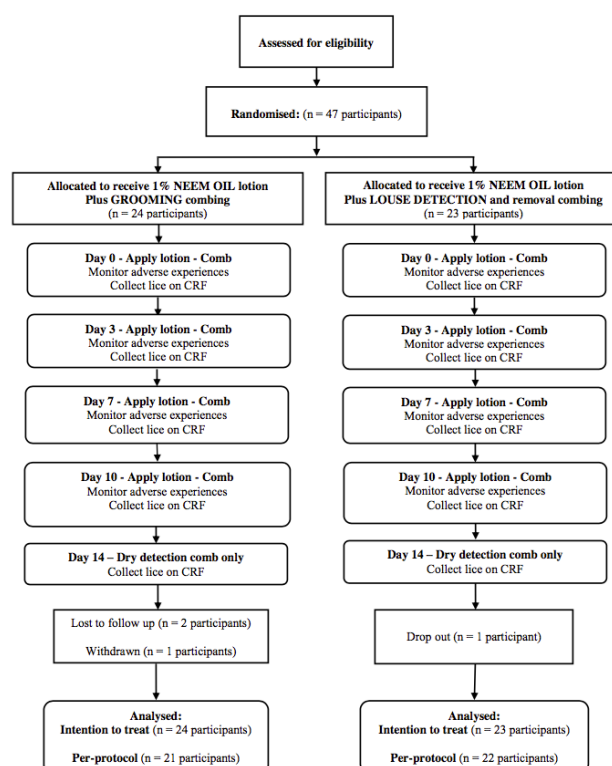 Assessed for eligibility
Randomised: (n = 47 participants)
Allocated to receive 1% NEEM OIL lotion
Plus GROOMING combing
(n = 24 participants)
Allocated to receive 1% NEEM OIL lotion
Plus LOUSE DETECTION and removal combing
(n = 23 participants)
Day 0 - Apply lotion - Comb
Monitor adverse experiences
Collect lice on CRF
Day 0 - Apply lotion - Comb
Monitor adverse experiences
Collect lice on CRF
Day 3 - Apply lotion - Comb
Monitor adverse experiences
Collect lice on CRF
Day 3 - Apply lotion - Comb
Monitor adverse experiences
Collect lice on CRF
Day 7 - Apply lotion - Comb
Monitor adverse experiences
Collect lice on CRF
Day 7 - Apply lotion - Comb
Monitor adverse experiences
Collect lice on CRF
Day 10 - Apply lotion - Comb
Monitor adverse experiences
Collect lice on CRF
Day 10 - Apply lotion - Comb
Monitor adverse experiences
Collect lice on CRF
Day 14 – Dry detection comb only
Collect lice on CRF
Day 14 – Dry detection comb only
Collect lice on CRF
Lost to follow up (n = 2 participants)
Withdrawn (n = 1 participants)
Drop out (n = 1 participant)
Analysed:
Intention to treat (n = 24 participants)
Per-protocol (n = 21 participants)
Analysed:
Intention to treat (n = 23 participants)
Per-protocol (n = 22 participants)